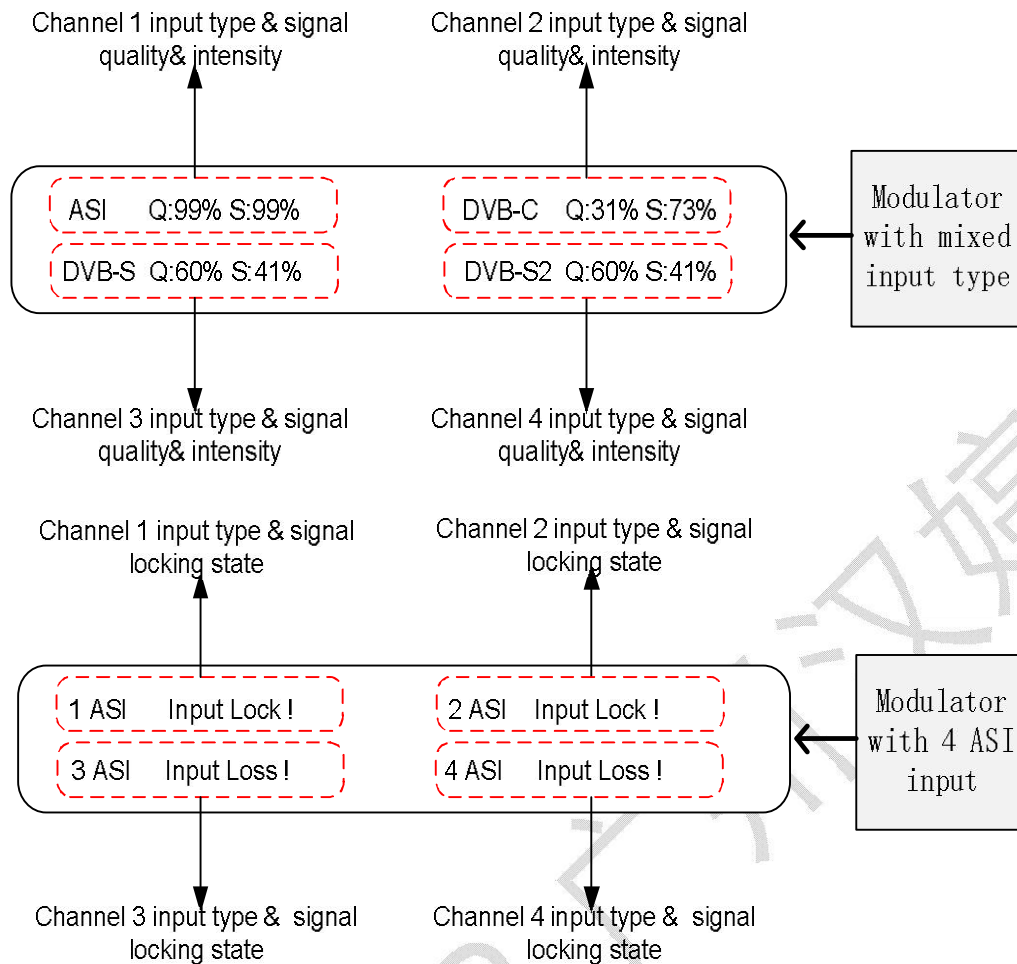 Channel 1 input type & signal
quality& intensity
Channel 2 input type & signal
quality& intensity
ASI Q:99% S:99%
DVB-C Q:31% S:73%
DVB-S Q:60% S:41%
DVB-S2 Q:60% S:41%
Modulator
with mixed
input type
Channel 3 input type & signal
quality& intensity
Channel 4 input type & signal
quality& intensity
Channel 1 input type & signal
locking state
Channel 2 input type & signal
locking state
1 ASI Input Lock !
2 ASI Input Lock !
3 ASI Input Loss !
4 ASI Input Loss !
Modulator
with 4 ASI
input
Channel 3 input type & signal
locking state
Channel 4 input type & signal
locking state